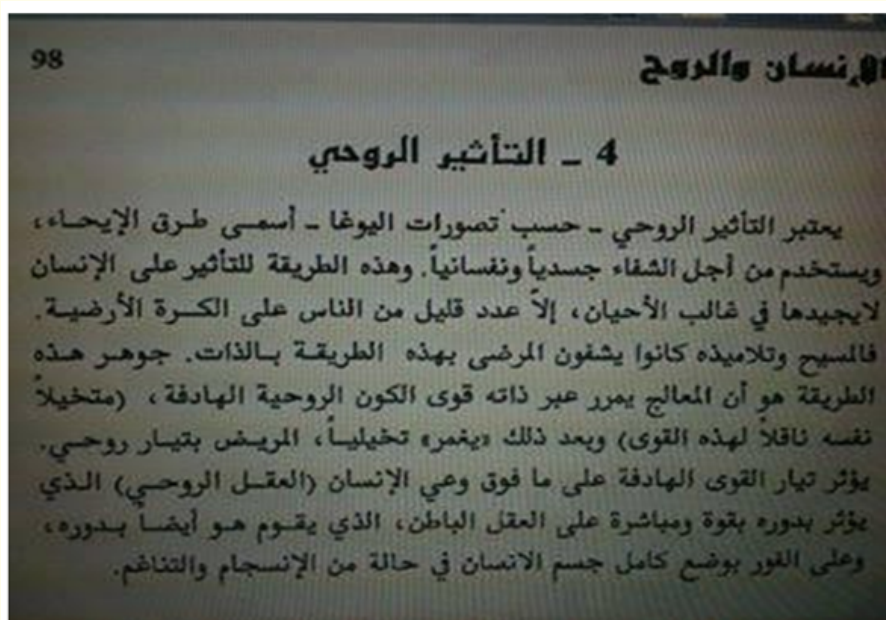 98
الإنسان والروح
4 ـ التأثير الروحي
يعتبر التأثير الروحي ـ حسب تصورات اليوغا ـ أسمى طرق الإيحاء،
ويستخدم من أجل الشفاء جسدياً ونفسانياً. وهذه الطريقة للتأثير على الإنسان
لايجيدها في غالب الأحيان، إلاّ عدد قليل من الناس على الكرة الأرضية.
فالمسيح وتلاميذه كانوا يشفون المرضى بهذه الطريقة بالذات. جوهر هذه
الطريقة هو أن المعالج يمرر عبر ذاته قوى الكون الروحية الهادفة، (متخيلاً
نفسه ناقلاً لهذه القوى) وبعد ذلك «يغمر» تخيلياً، المريض بتيار روحي.
يؤثر تيار القوى الهادفة على ما فوق وعي الإنسان (العقل الروحي) الذي
يؤثر بدوره بقوة ومباشرة على العقل الباطن، الذي يقوم هو أيضاً بدوره،
وعلى الفور بوضع كامل جسم الانسان في حالة من الإنسجام والتناغم.